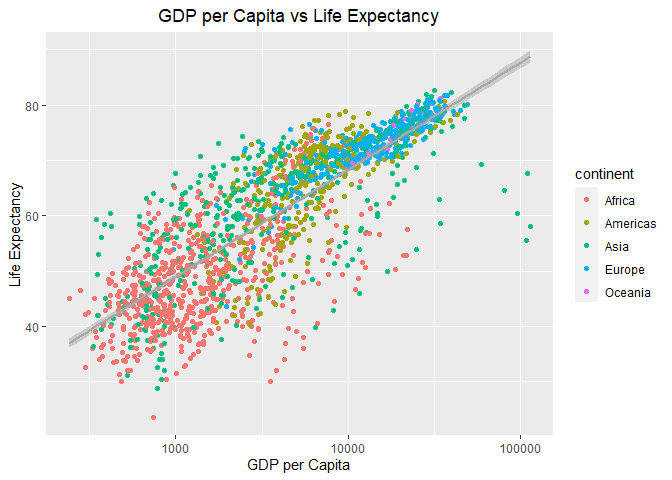 GDP per Capita vs Life Expectancy
Life Expectancy
80
60
40
1000
10000
100000
GDP per Capita
continent
Africa
Americas
Asia
Europe
Oceania